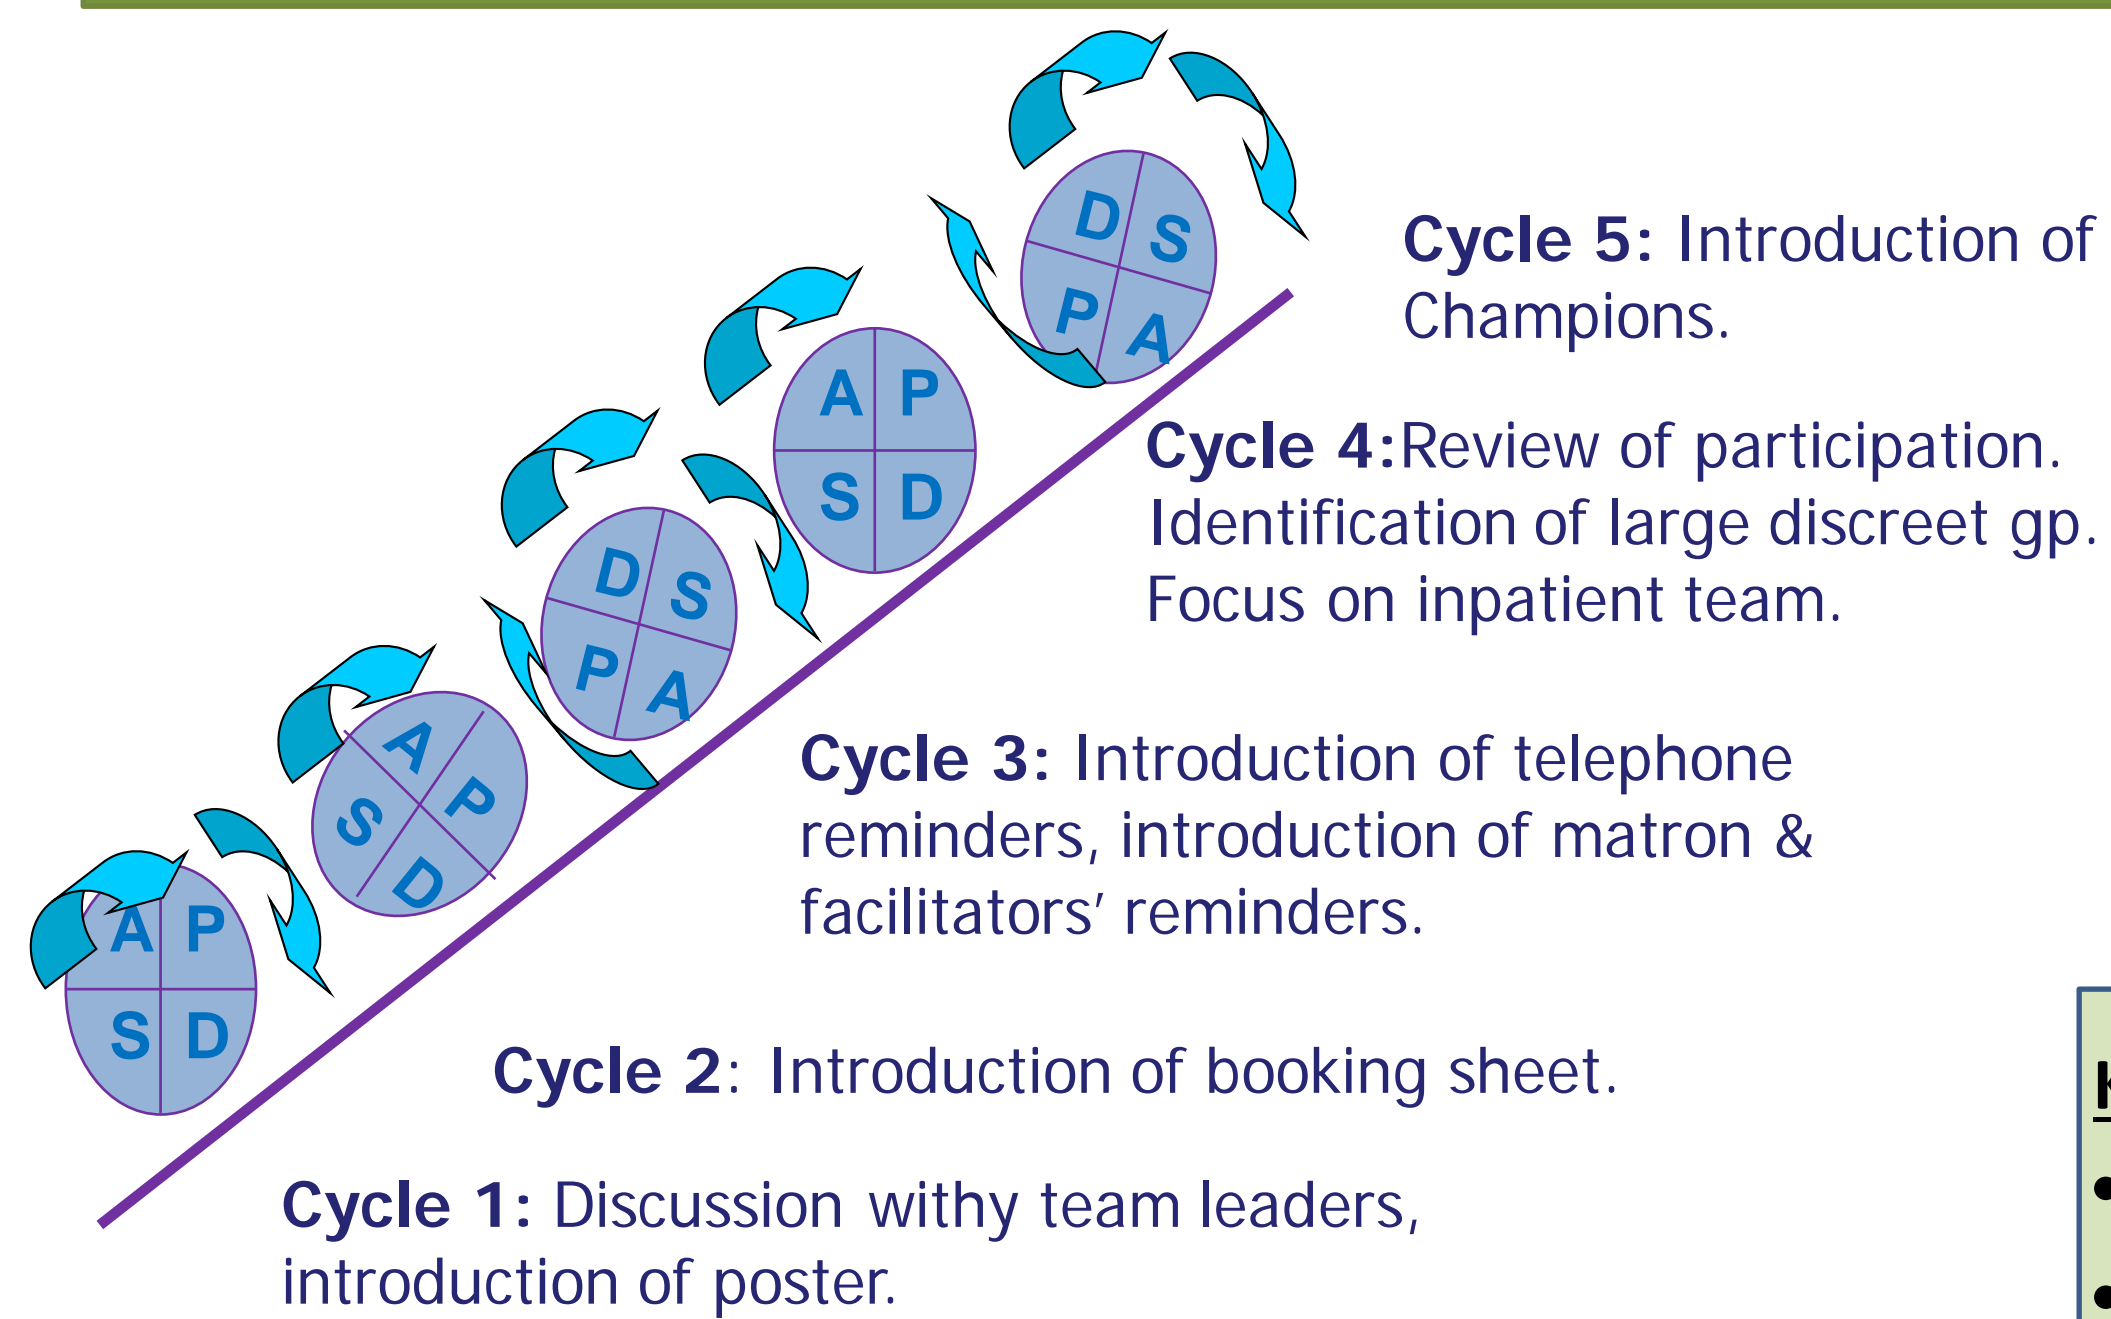 D S
P A
Cycle 5: Introduction of
Champions.
A P
S D
Cycle 4:Review of participation.
Identification of large discreet gp.
Focus on inpatient team.
D S
P A
Cycle 3: Introduction of telephone
reminders, introduction of matron &
facilitators’ reminders.
A P
S D
Cycle 2: Introduction of booking sheet.
A P
S D
Cycle 1: Discussion withy team leaders,
introduction of poster.